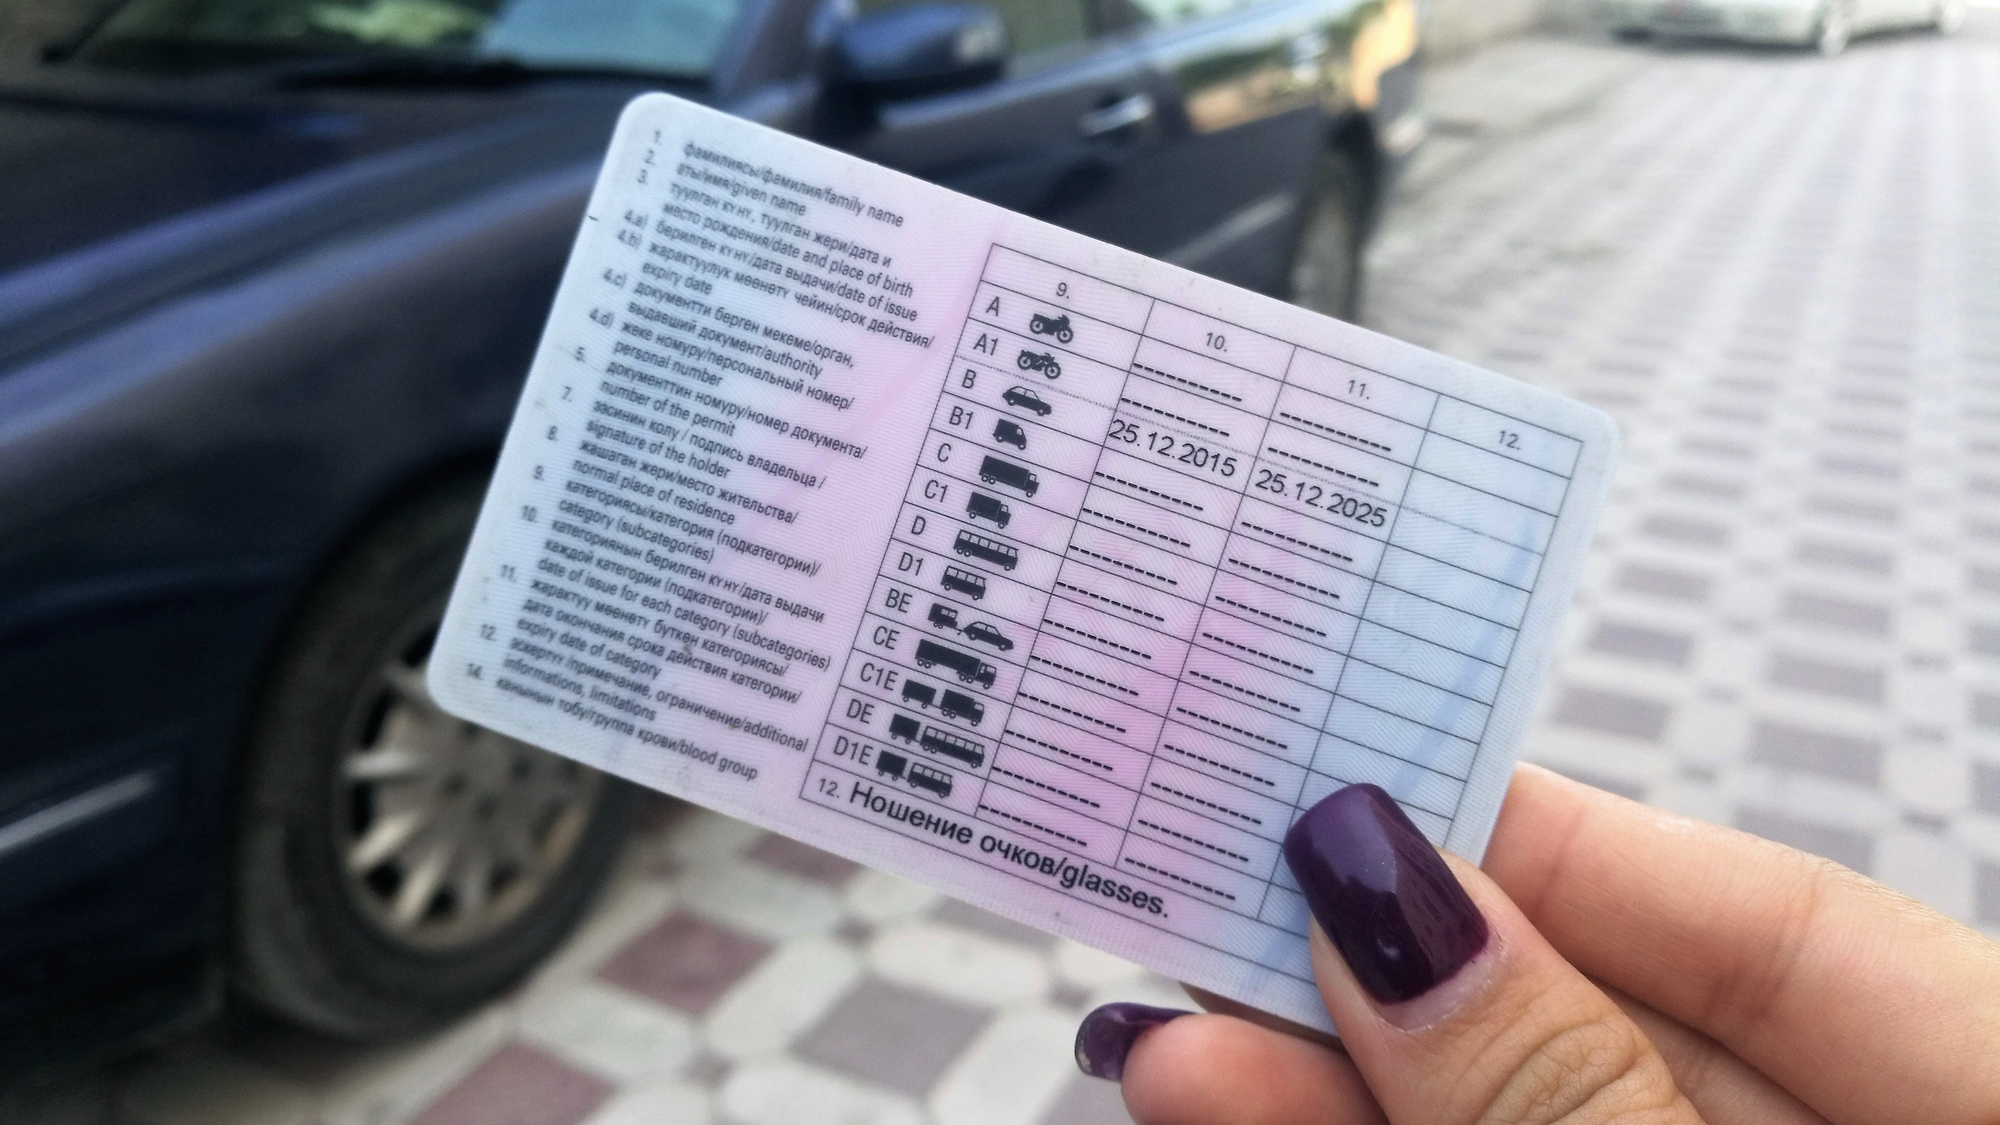 1. фамилиясы/фамилия/family name
2. аты/имя/given name
3. туулган күнү, туулган жери/дата и
место рождения/date and place of birth
4.a) берилген күнү/дата выдачи/date of issue
4.b) жарактуулук мөөнөтү чейин/срок действия/
expiry date
4.c) документти берген мекеме/орган,
выдавший документ/authority
4.d) жеке номуру/персональный номер/
personal number
5. документтин номуру/номер документа/
number of the permit
7. ээсинин колу / подпись владельца /
signature of the holder
8. жашаган жери/место жительства/
normal place of residence
9. категориясы/категория (подкатегории)/
category (subcategories)
10. категориянын берилген күнү/дата выдачи
каждой категории (подкатегории)/
date of issue for each category (subcategories)
11. жарактуу мөөнөтү бүткөн категориясы/
дата окончания срока действия категории/
expiry date of category
12. эскертүү /примечание, ограничение/additional
informations, limitations
14. канынын тобу/группа крови/blood group
9. 10. 11. 12.
A
A1
B 25.12.2015 25.12.2025
B1
C
C1
D
D1
BE
CE
C1E
DE
D1E
12. Ношение очков/glasses.